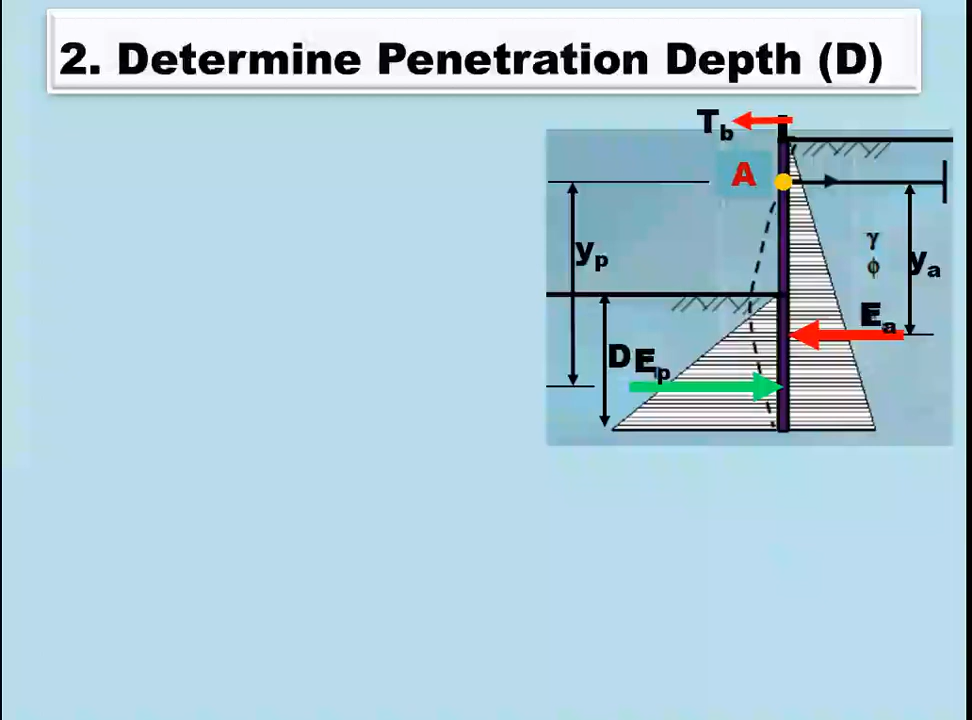 2. Determine Penetration Depth (D)
Tb
A
yp
γ
ϕ
ya
Ea
D
Ep